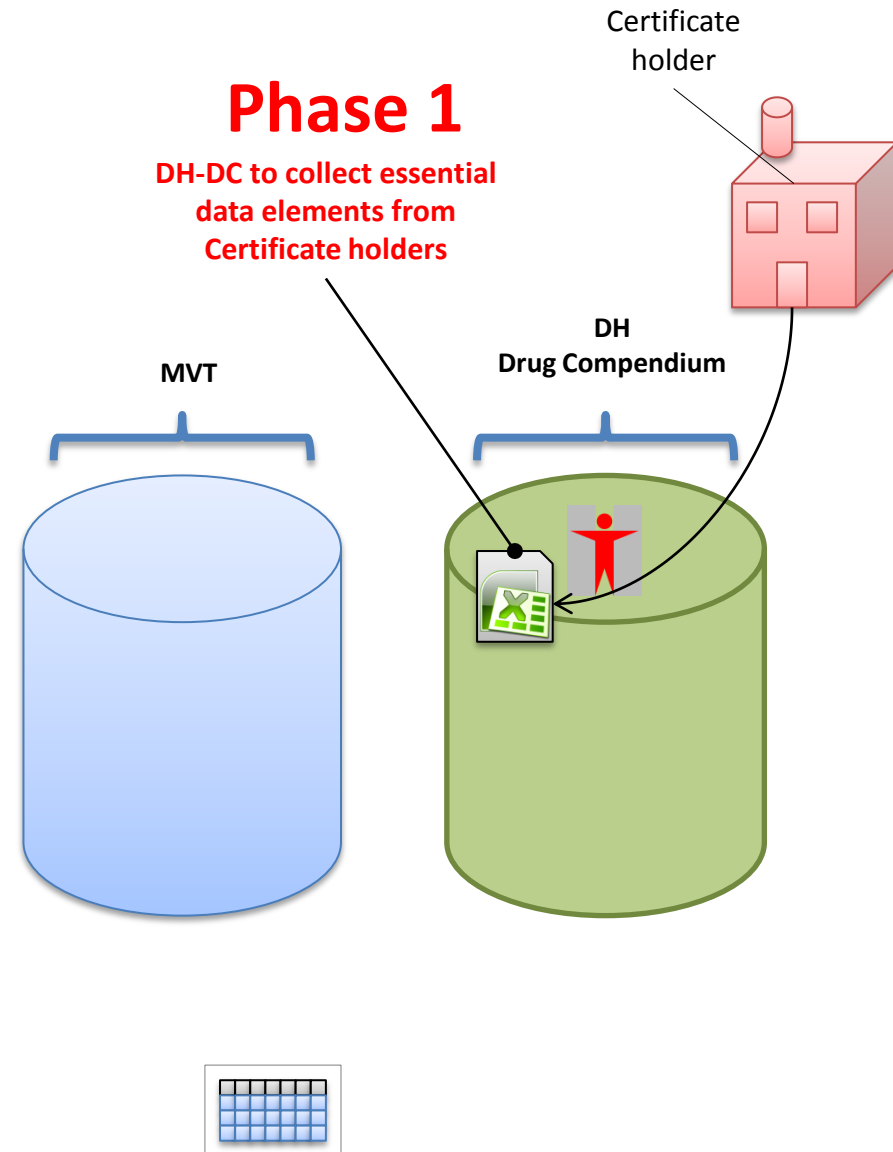 Certificate
holder
Phase 1
DH-DC to collect essential
data elements from
Certificate holders
DH
Drug Compendium
MVT